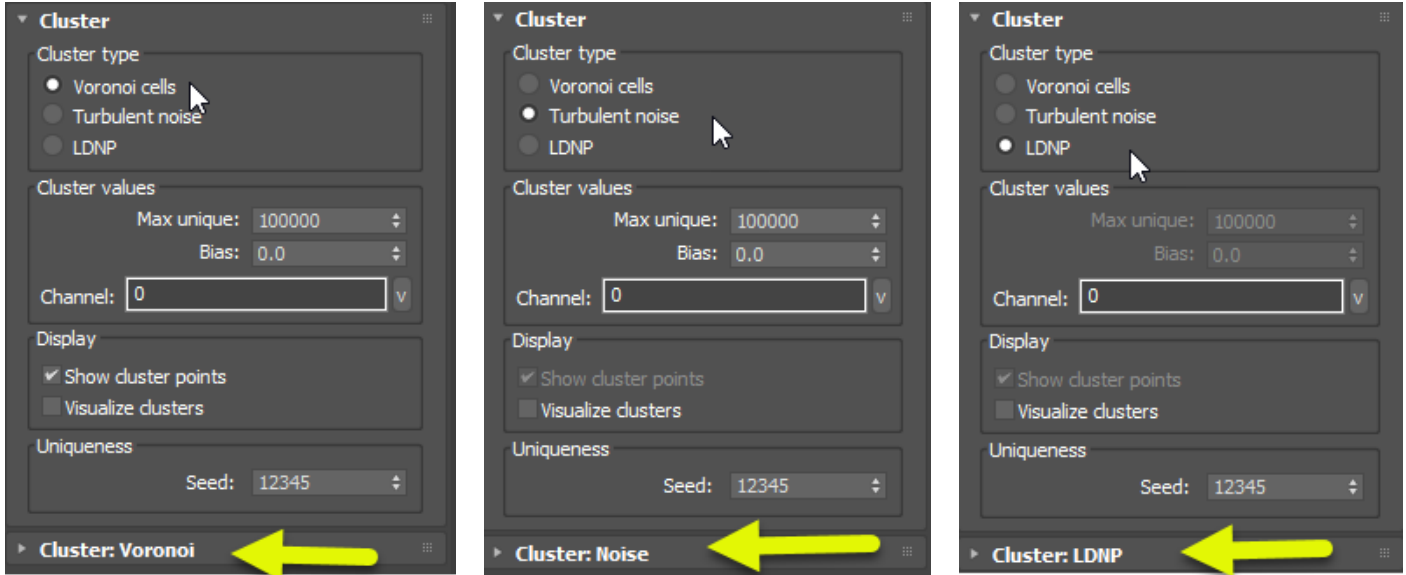 Cluster
Cluster type
Voronoi cells
Turbulent noise
LDNP
Cluster values
Max unique: 100000
Bias: 0.0
Channel: 0 v
Display
Show cluster points
Visualize clusters
Uniqueness
Seed: 12345
Cluster: Voronoi
Cluster
Cluster type
Voronoi cells
Turbulent noise
LDNP
Cluster values
Max unique: 100000
Bias: 0.0
Channel: 0 v
Display
Show cluster points
Visualize clusters
Uniqueness
Seed: 12345
Cluster: Noise
Cluster
Cluster type
Voronoi cells
Turbulent noise
LDNP
Cluster values
Max unique: 100000
Bias: 0.0
Channel: 0 v
Display
Show cluster points
Visualize clusters
Uniqueness
Seed: 12345
Cluster: LDNP